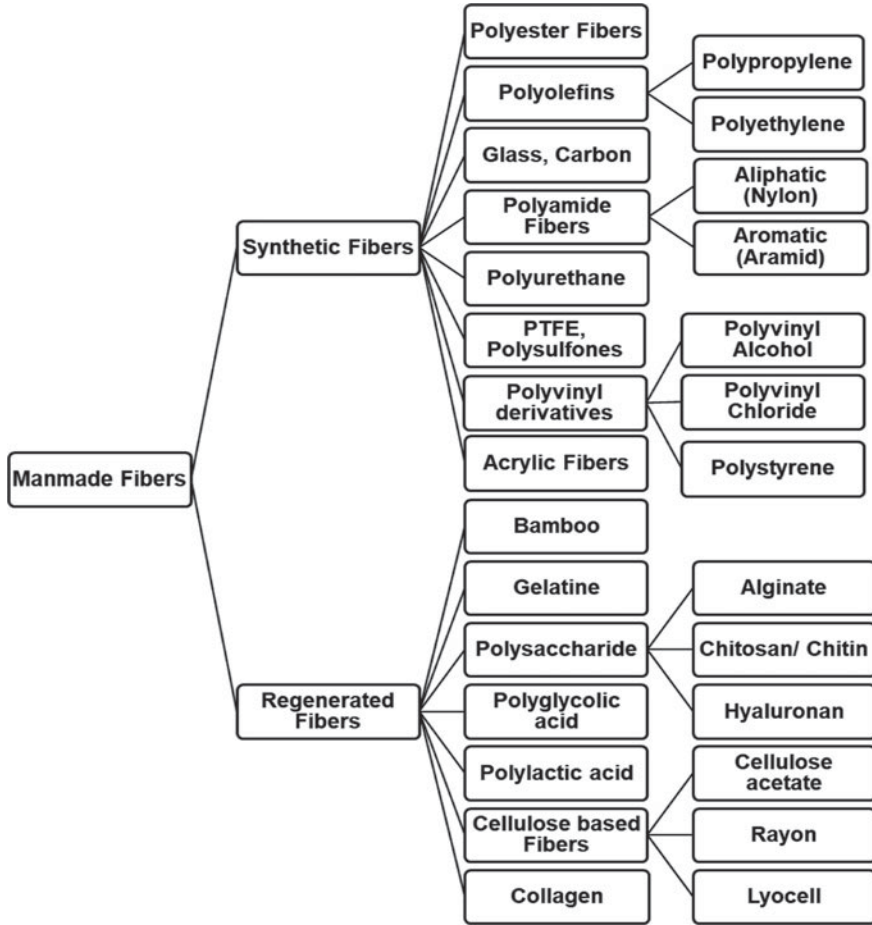 Polyester Fibers
Polypropylene
Polyolefins
Polyethylene
Glass, Carbon
Aliphatic
(Nylon)
Polyamide
Fibers
Aromatic
(Aramid)
Synthetic Fibers
Polyurethane
PTFE,
Polysulfones
Polyvinyl
Alcohol
Polyvinyl
derivatives
Polyvinyl
Chloride
Acrylic Fibers
Polystyrene
Manmade Fibers
Bamboo
Gelatine
Alginate
Polysaccharide
Chitosan/ Chitin
Regenerated
Fibers
Polyglycolic
acid
Hyaluronan
Polylactic acid
Cellulose
acetate
Cellulose based
Fibers
Rayon
Collagen
Lyocell